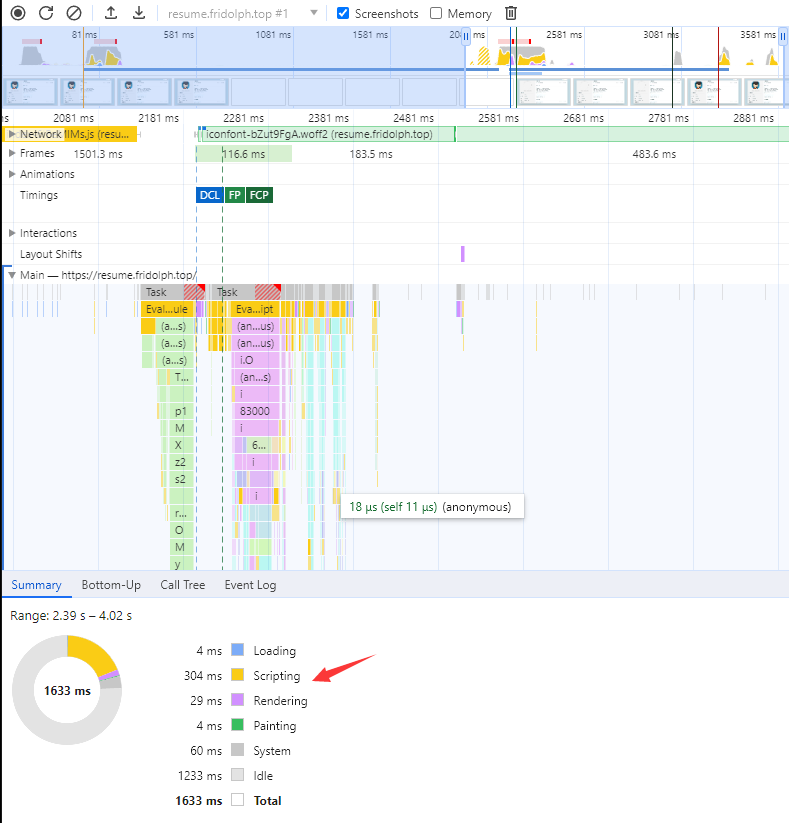 resume.fridolph.top #1 Screenshots Memory
81 ms 581 ms 1081 ms 1581 ms 2581 ms 3081 ms 3581 ms
2081 ms 2181 ms 2281 ms 2381 ms 2481 ms 2581 ms 2681 ms 2781 ms 2881 ms
Network MMs.js (resu... iconfont-bZut9FgA.woff2 (resume.fridolph.top)
Frames 1501.3 ms 116.6 ms 183.5 ms 483.6 ms
Animations
Timings DCL FP FCP
Interactions
Layout Shifts
Main — https://resume.fridolph.top/
Task Task
Eval...ule Eva...ipt
(a...s) (an...us)
(a...s) (an...us)
(a...s) i.O
T... (an...s)
i
p1 83000
M i
X 6...
z2 i
s2
i
r...
18 μs (self 11 μs) (anonymous)
O
M
y
Summary Bottom-Up Call Tree Event Log
Range: 2.39 s – 4.02 s
4 ms Loading
304 ms Scripting
1633 ms
29 ms Rendering
4 ms Painting
60 ms System
1233 ms Idle
1633 ms Total